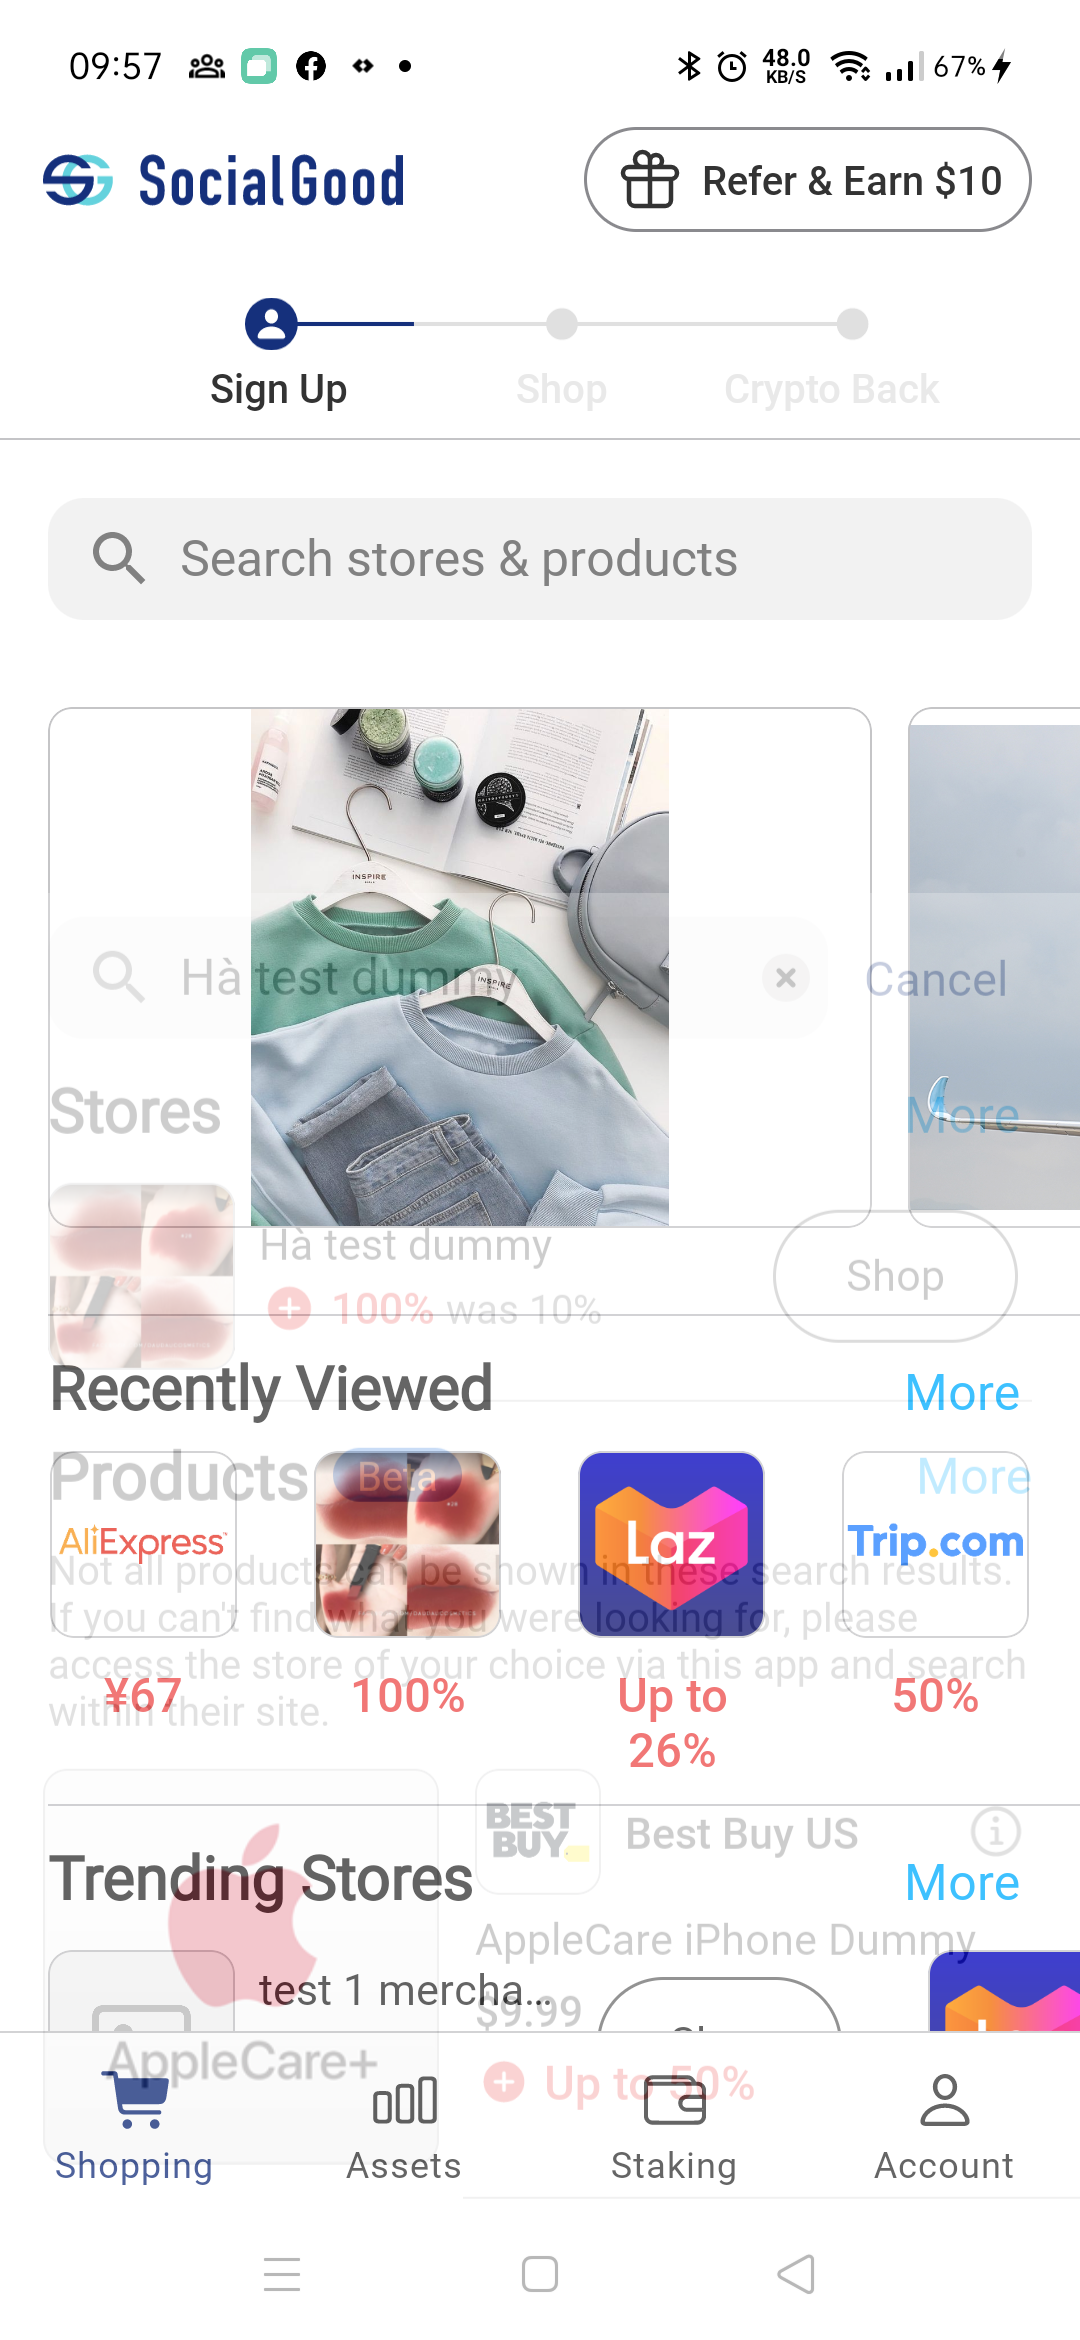 09:57
48.0
KB/S
67%
SocialGood
Refer & Earn $10
Sign Up
Shop
Crypto Back
Search stores & products
INSPIRE
INSPIRE
Hà test dummy
Cancel
Stores
More
Hà test dummy
100% was 10%
Shop
Recently Viewed
More
Products
Beta
More
AliExpress
Laz
Trip.com
Not all products can be shown in these search results.
If you can't find what you were looking for, please
access the store of your choice via this app and search
within their site.
¥67
100%
Up to
26%
50%
BEST
BUY
Best Buy US
Trending Stores
More
AppleCare iPhone Dummy
test 1 mercha...
$9.99
AppleCare+
Up to 50%
Shopping
Assets
Staking
Account